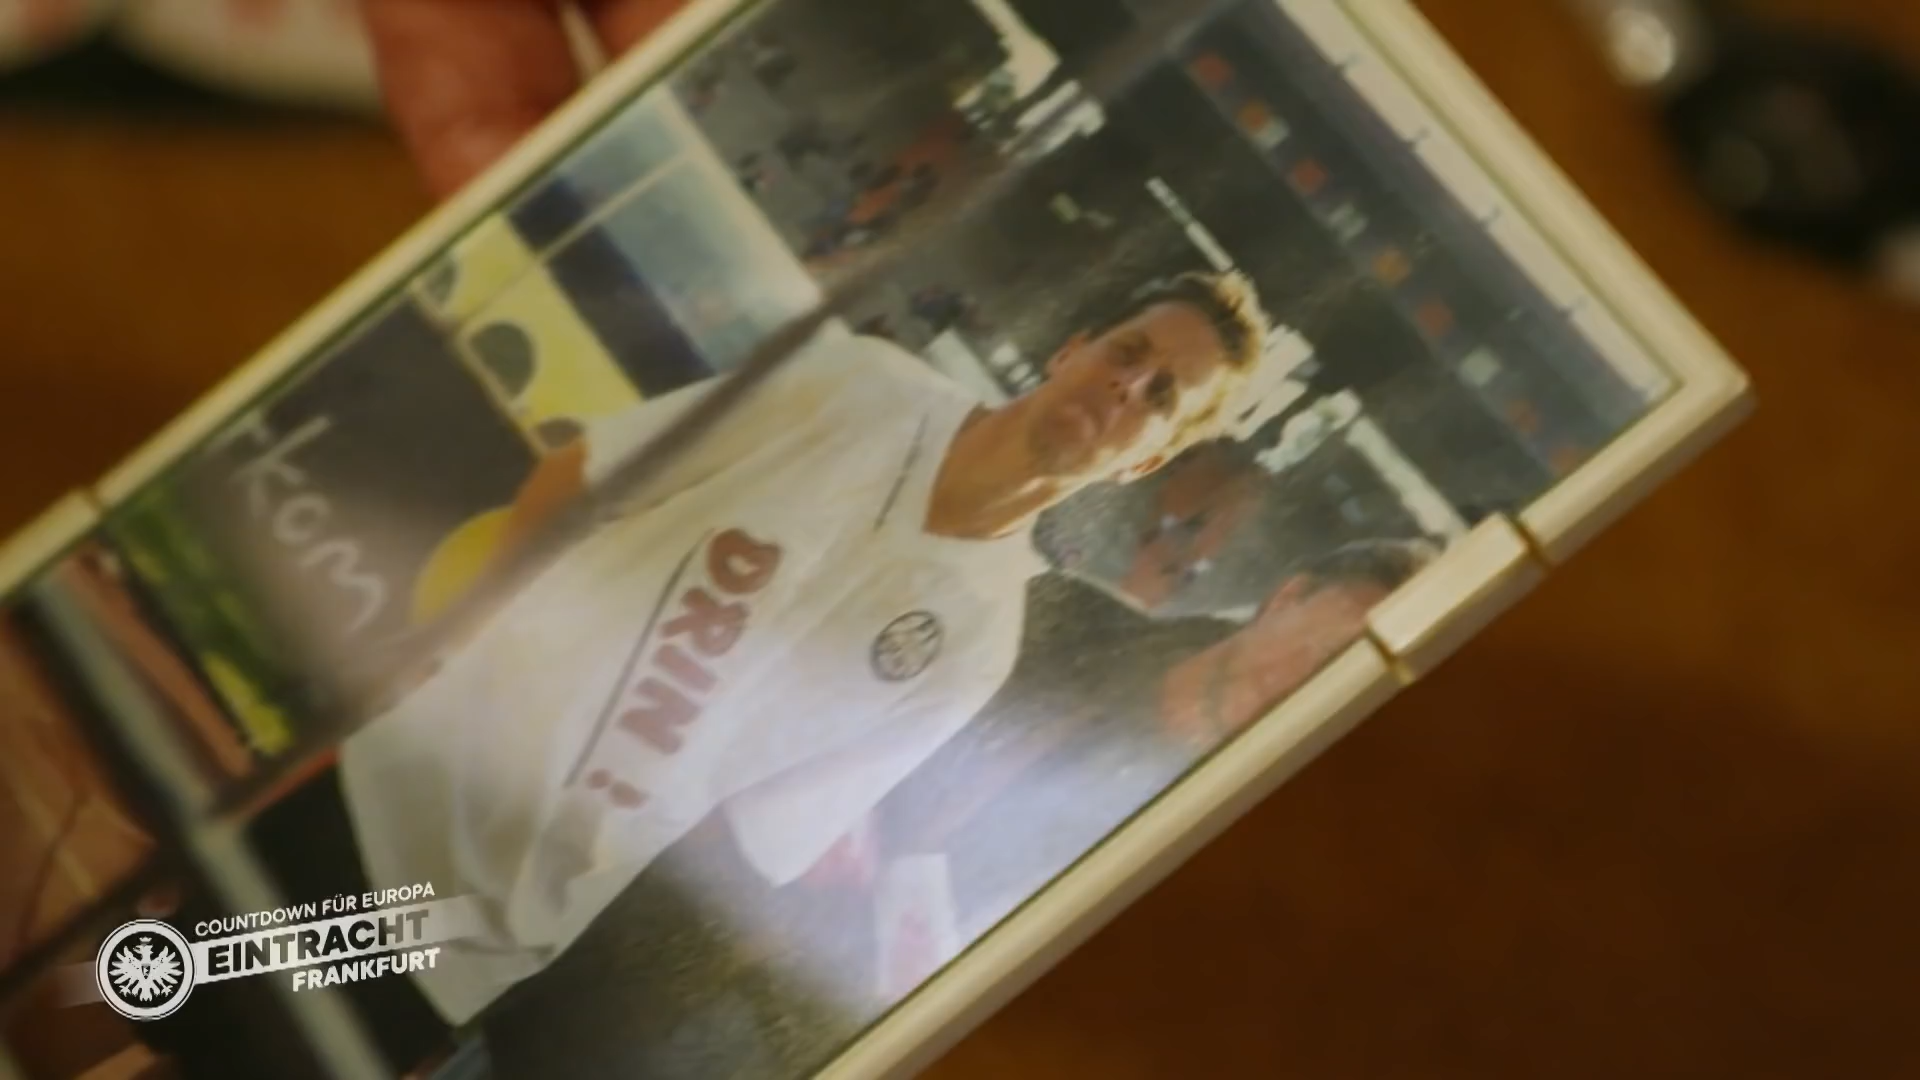 Kom
DRIN!
COUNTDOWN FÜR EUROPA
EINTRACHT
FRANKFURT